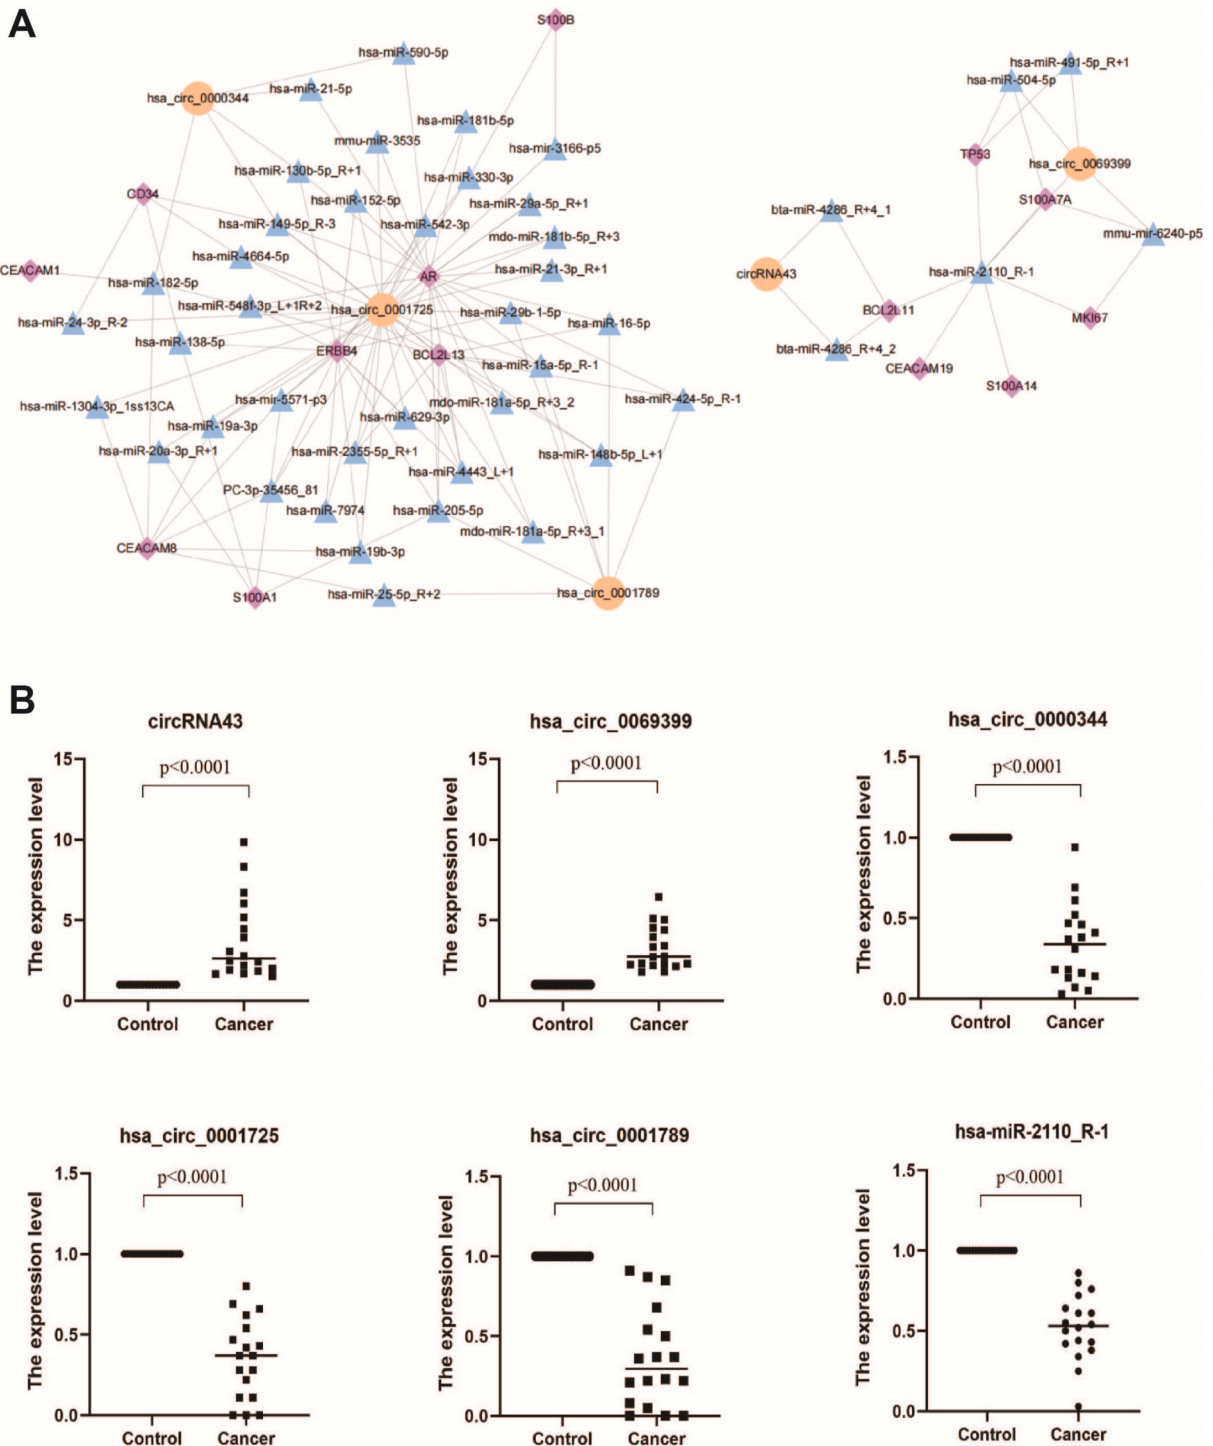 A
S100B
hsa-miR-590-5p
hsa-miR-491-5p_R+1
hsa-miR-504-5p
hsa-miR-21-5p
hsa_circ_0000344
hsa-miR-181b-5p
mmu-miR-3535
hsa-mir-3166-p5
TP53
hsa_circ_0069399
hsa-miR-130b-5p_R+1
hsa-miR-330-3p
CD34
hsa-miR-152-5p
hsa-miR-29a-5p_R+1
S100A7A
bta-miR-4286_R+4_1
hsa-miR-149-5p_R-3
hsa-miR-542-3p
mdo-miR-181b-5p_R+3
mmu-mir-6240-p5
hsa-miR-4664-5p
CEACAM1
AR
hsa-miR-21-3p_R+1
circRNA43
hsa-miR-2110_R-1
hsa-miR-182-5p
hsa-miR-548f-3p_L+1R+2
hsa_circ_0001725
hsa-miR-29b-1-5p
BCL2L11
hsa-miR-24-3p_R-2
hsa-miR-16-5p
MKI67
hsa-miR-138-5p
ERBB4
BCL2L13
bta-miR-4286_R+4_2
hsa-miR-15a-5p_R-1
CEACAM19
S100A14
hsa-miR-1304-3p_1ss13CA
hsa-mir-5571-p3
mdo-miR-181a-5p_R+3_2
hsa-miR-424-5p_R-1
hsa-miR-19a-3p
hsa-miR-629-3p
hsa-miR-20a-3p_R+1
hsa-miR-2355-5p_R+1
hsa-miR-148b-5p_L+1
hsa-miR-4443_L+1
PC-3p-35456_81
hsa-miR-7974
hsa-miR-205-5p
mdo-miR-181a-5p_R+3_1
CEACAM8
hsa-miR-19b-3p
S100A1
hsa-miR-25-5p_R+2
hsa_circ_0001789
B
circRNA43
The expression level
15
10
5
0
p<0.0001
Control
Cancer
hsa_circ_0069399
The expression level
15
10
5
0
p<0.0001
Control
Cancer
hsa_circ_0000344
The expression level
1.5
1.0
0.5
0.0
p<0.0001
Control
Cancer
hsa_circ_0001725
The expression level
1.5
1.0
0.5
0.0
p<0.0001
Control
Cancer
hsa_circ_0001789
The expression level
1.5
1.0
0.5
0.0
p<0.0001
Control
Cancer
hsa-miR-2110_R-1
The expression level
1.5
1.0
0.5
0.0
p<0.0001
Control
Cancer